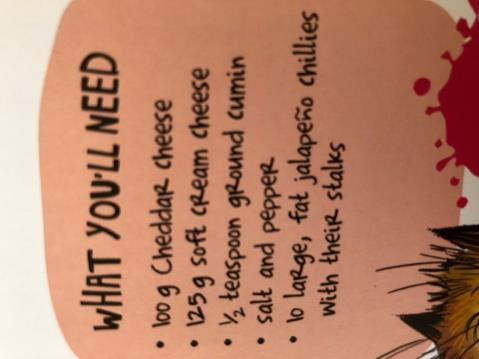 WHAT YOU'LL NEED
• 100g Cheddar cheese
• 125g soft cream cheese
• ½ teaspoon ground cumin
• salt and pepper
• 10 large, fat jalapeño chillies
with their stalks